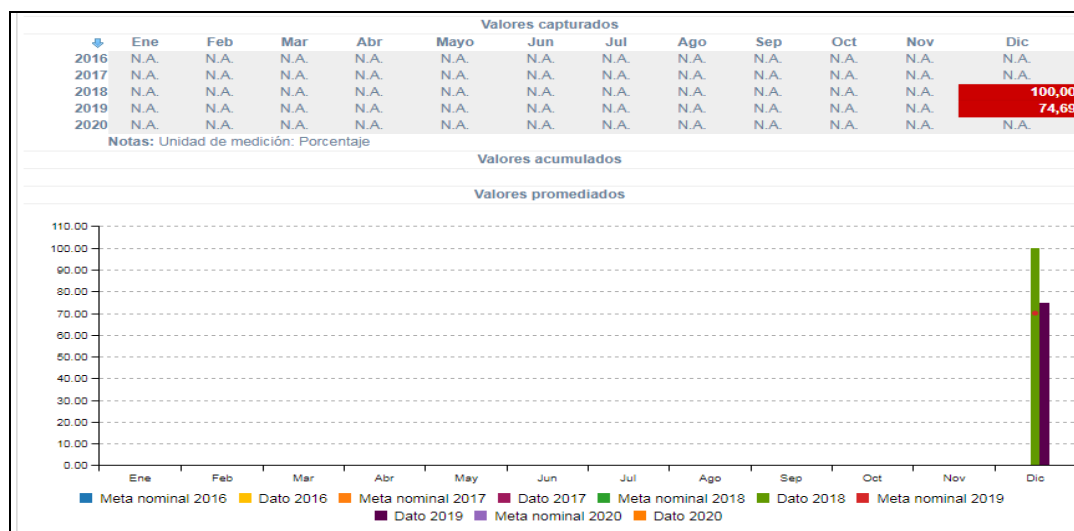 Valores capturados
Ene Feb Mar Abr Mayo Jun Jul Ago Sep Oct Nov Dic
2016 N.A. N.A. N.A. N.A. N.A. N.A. N.A. N.A. N.A. N.A. N.A. N.A.
2017 N.A. N.A. N.A. N.A. N.A. N.A. N.A. N.A. N.A. N.A. N.A. N.A.
2018 N.A. N.A. N.A. N.A. N.A. N.A. N.A. N.A. N.A. N.A. N.A. 100,00
2019 N.A. N.A. N.A. N.A. N.A. N.A. N.A. N.A. N.A. N.A. N.A. 74,69
2020 N.A. N.A. N.A. N.A. N.A. N.A. N.A. N.A. N.A. N.A. N.A. N.A.
Notas: Unidad de medición: Porcentaje
Valores acumulados
Valores promediados
110.00
100.00
90.00
80.00
70.00
60.00
50.00
40.00
30.00
20.00
10.00
0.00
Ene Feb Mar Abr May Jun Jul Ago Sep Oct Nov Dic
Meta nominal 2016 Dato 2016 Meta nominal 2017 Dato 2017 Meta nominal 2018 Dato 2018 Meta nominal 2019
Dato 2019 Meta nominal 2020 Dato 2020